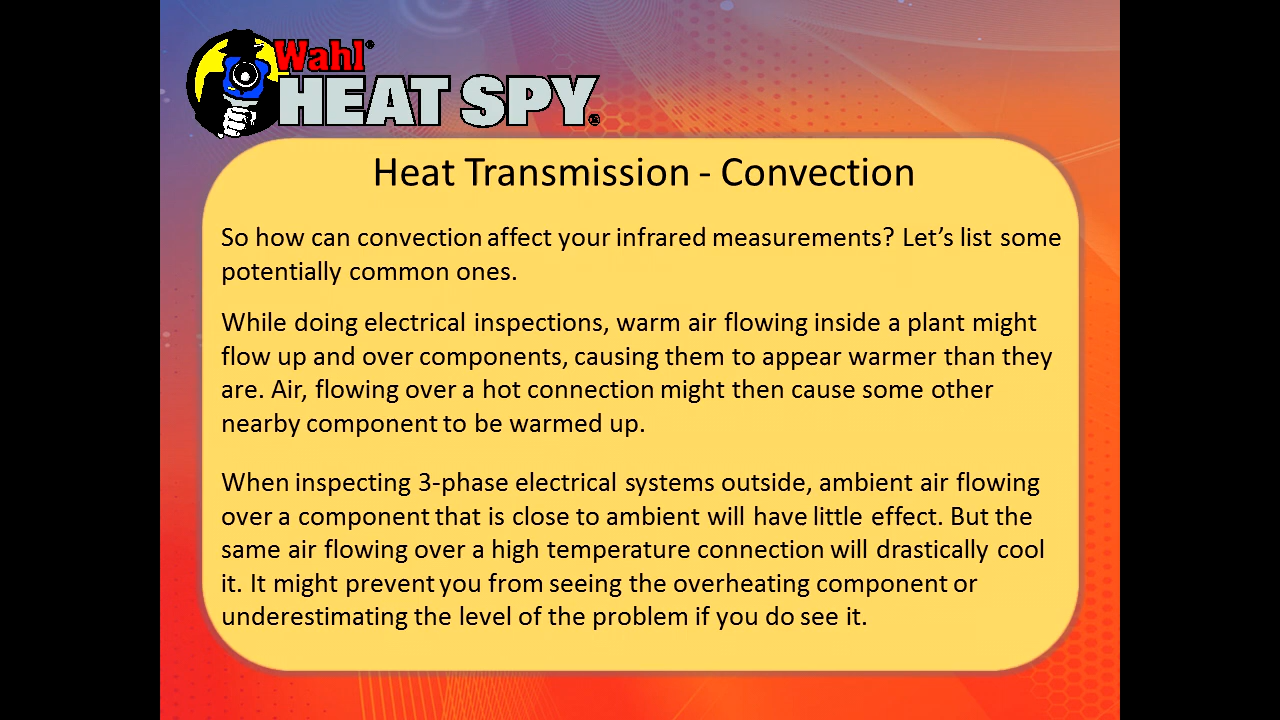 Wahl®
HEAT SPY®
Heat Transmission - Convection
So how can convection affect your infrared measurements? Let’s list some
potentially common ones.
While doing electrical inspections, warm air flowing inside a plant might
flow up and over components, causing them to appear warmer than they
are. Air, flowing over a hot connection might then cause some other
nearby component to be warmed up.
When inspecting 3-phase electrical systems outside, ambient air flowing
over a component that is close to ambient will have little effect. But the
same air flowing over a high temperature connection will drastically cool
it. It might prevent you from seeing the overheating component or
underestimating the level of the problem if you do see it.